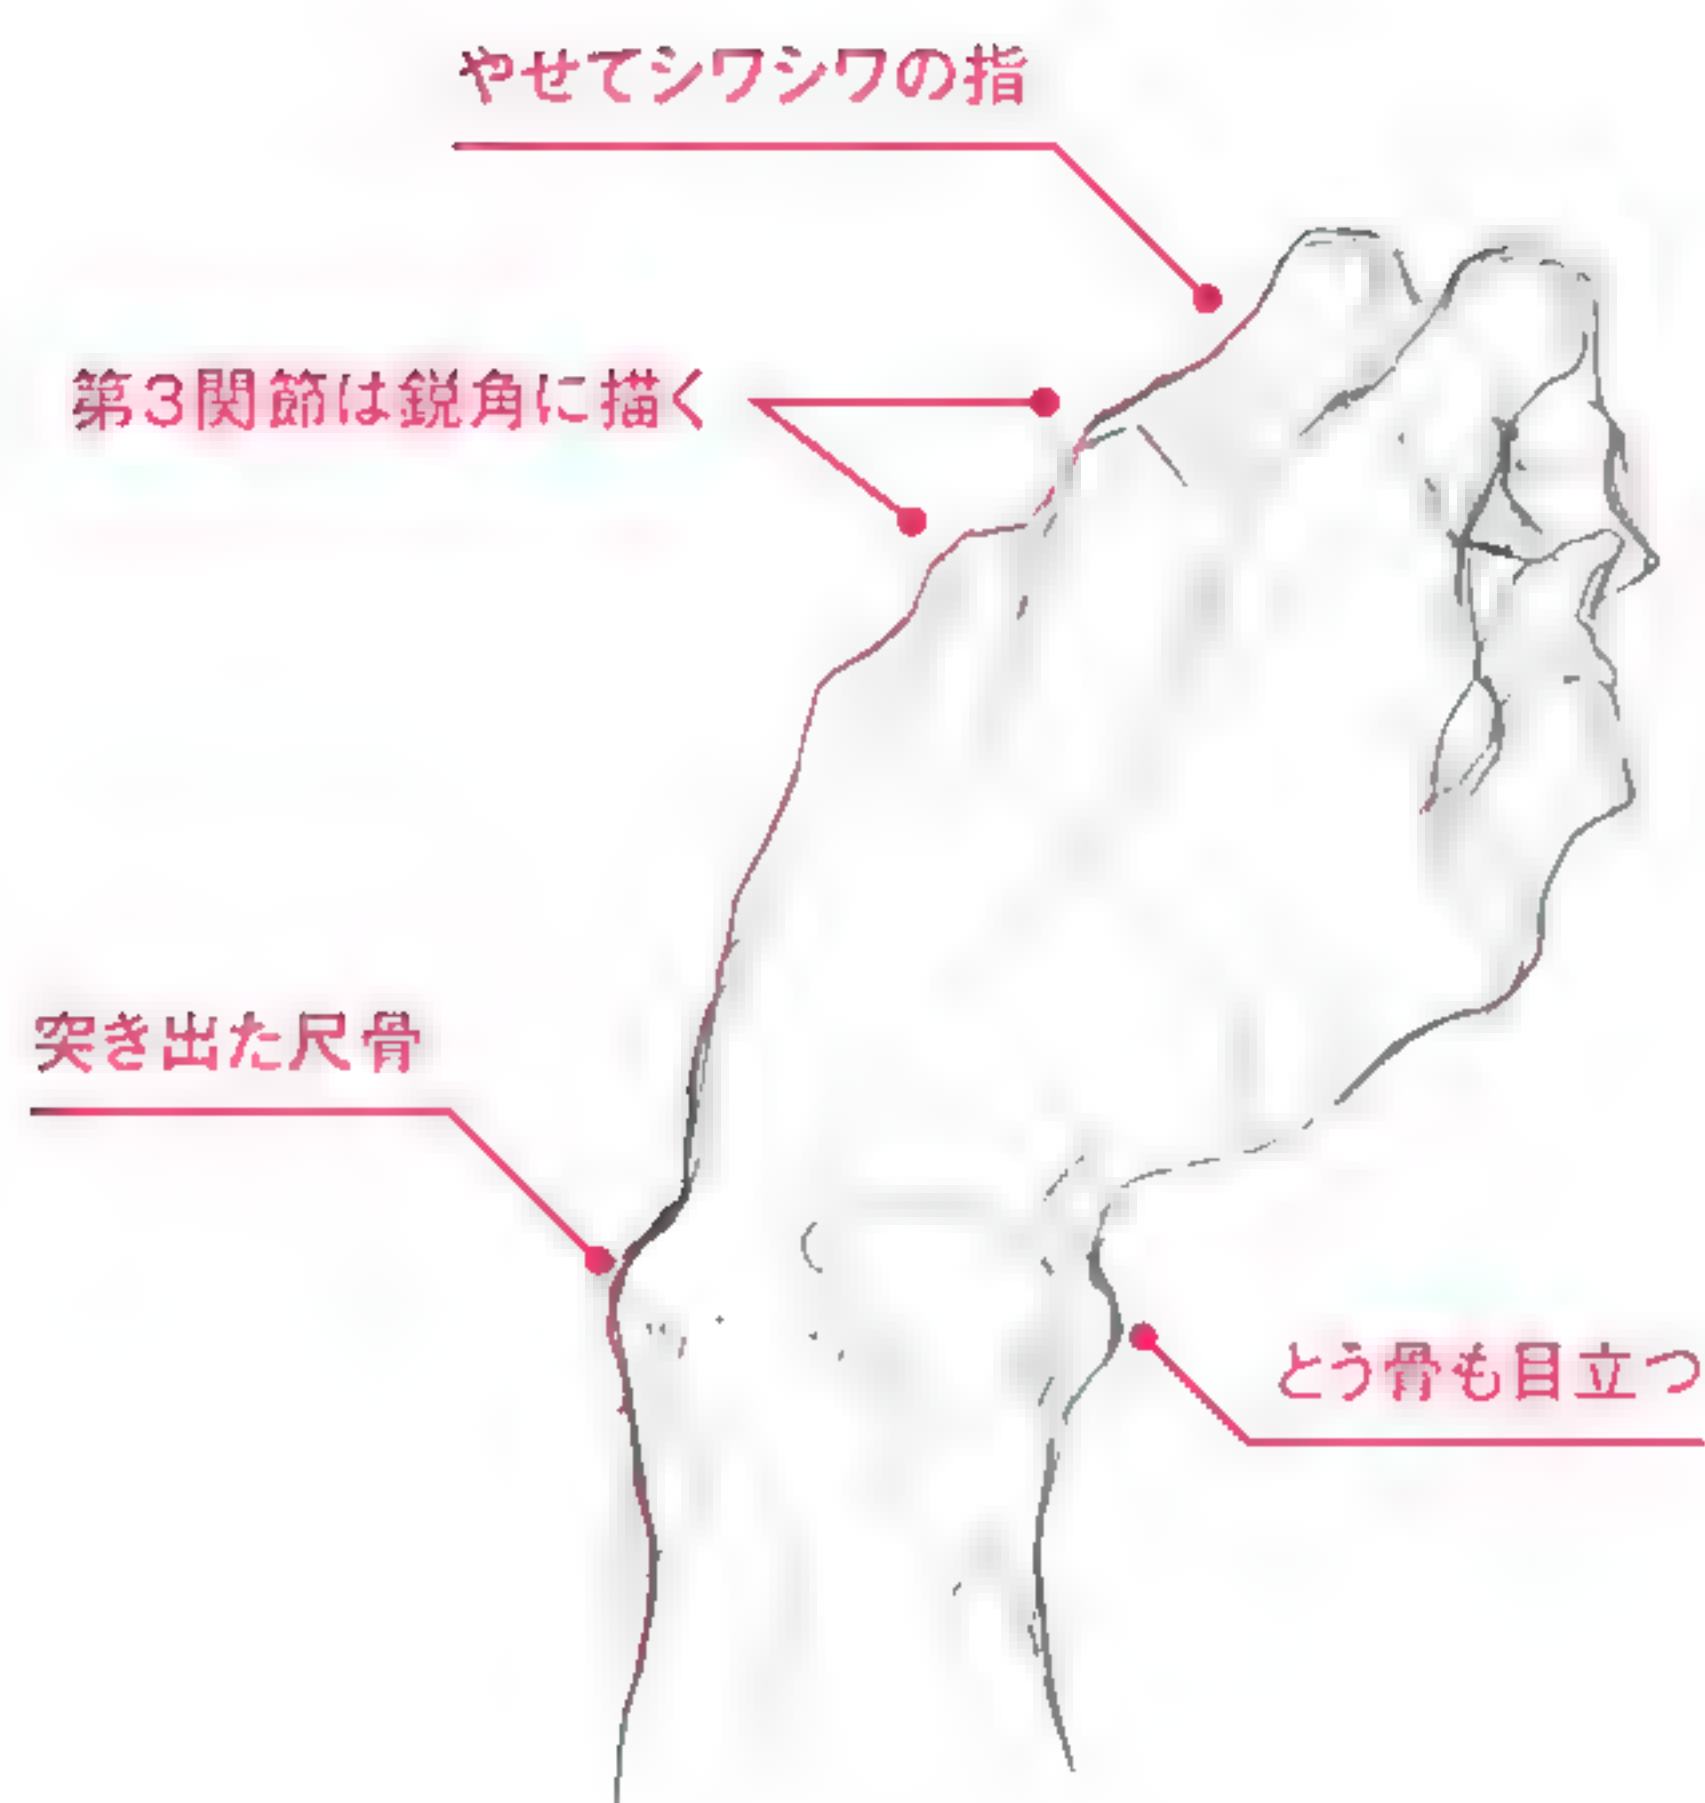 やせてシワシワの指
第3関節は鋭角に描く
突き出た尺骨
とう骨も目立つ